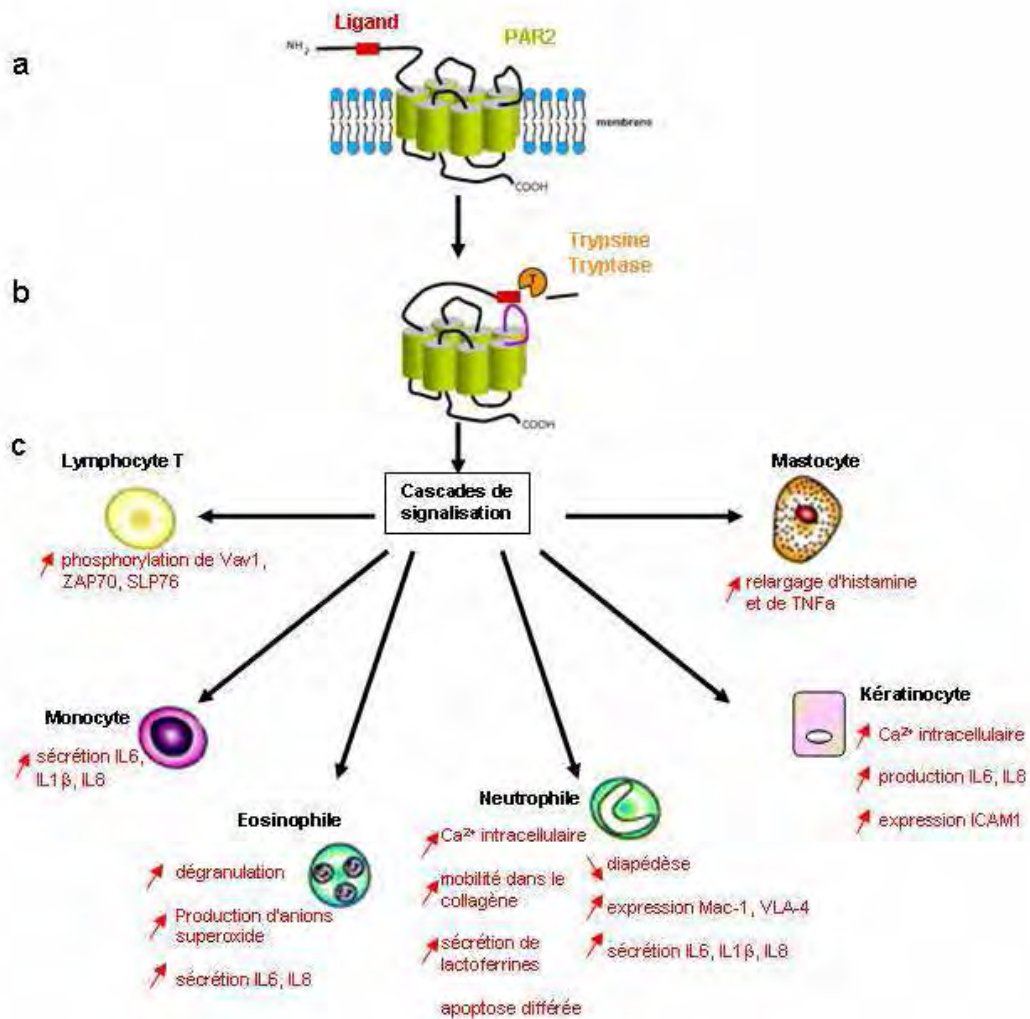 Ligand
PAR2
NH₂
a
membrane
COOH
Trypsine
Tryptase
T
b
COOH
c
Lymphocyte T
phosphorylation de Vav1,
ZAP70, SLP76
Cascades de
signalisation
Mastocyte
relargage d'histamine
et de TNFa
Monocyte
sécrétion IL6,
IL1β, IL8
Kératinocyte
Ca²⁺ intracellulaire
production IL6, IL8
expression ICAM1
Eosinophile
dégranulation
Production d'anions
superoxide
sécrétion IL6, IL8
Neutrophile
Ca²⁺ intracellulaire
mobilité dans le
collagène
sécrétion de
lactoferrines
apoptose différée
diapédèse
expression Mac-1, VLA-4
sécrétion IL6, IL1β, IL8